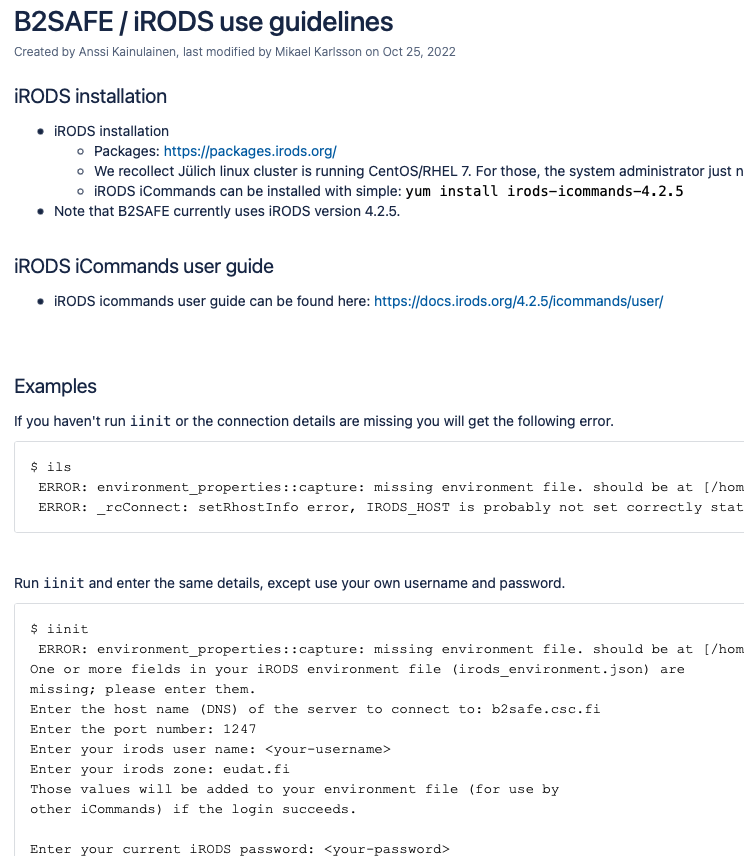 B2SAFE / iRODS use guidelines
Created by Anssi Kainulainen, last modified by Mikael Karlsson on Oct 25, 2022
iRODS installation
iRODS installation
Packages: https://packages.irods.org/
We recollect Jülich linux cluster is running CentOS/RHEL 7. For those, the system administrator just n
iRODS iCommands can be installed with simple: yum install irods-icommands-4.2.5
Note that B2SAFE currently uses iRODS version 4.2.5.
iRODS iCommands user guide
iRODS icommands user guide can be found here: https://docs.irods.org/4.2.5/icommands/user/
Examples
If you haven't run iinit or the connection details are missing you will get the following error.
$ ils
ERROR: environment_properties::capture: missing environment file. should be at [/hom
ERROR: _rcConnect: setRhostInfo error, IRODS_HOST is probably not set correctly stat
Run iinit and enter the same details, except use your own username and password.
$ iinit
ERROR: environment_properties::capture: missing environment file. should be at [/hom
One or more fields in your iRODS environment file (irods_environment.json) are
missing; please enter them.
Enter the host name (DNS) of the server to connect to: b2safe.csc.fi
Enter the port number: 1247
Enter your irods user name: <your-username>
Enter your irods zone: eudat.fi
Those values will be added to your environment file (for use by
other iCommands) if the login succeeds.
Enter your current iRODS password: <your-password>